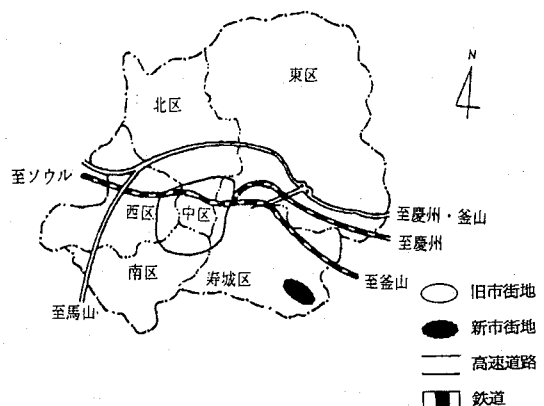 N
東区
北区
至ソウル
西区
中区
至慶州・釜山
至慶州
南区
寿城区
至釜山
至馬山
旧市街地
新市街地
高速道路
鉄道